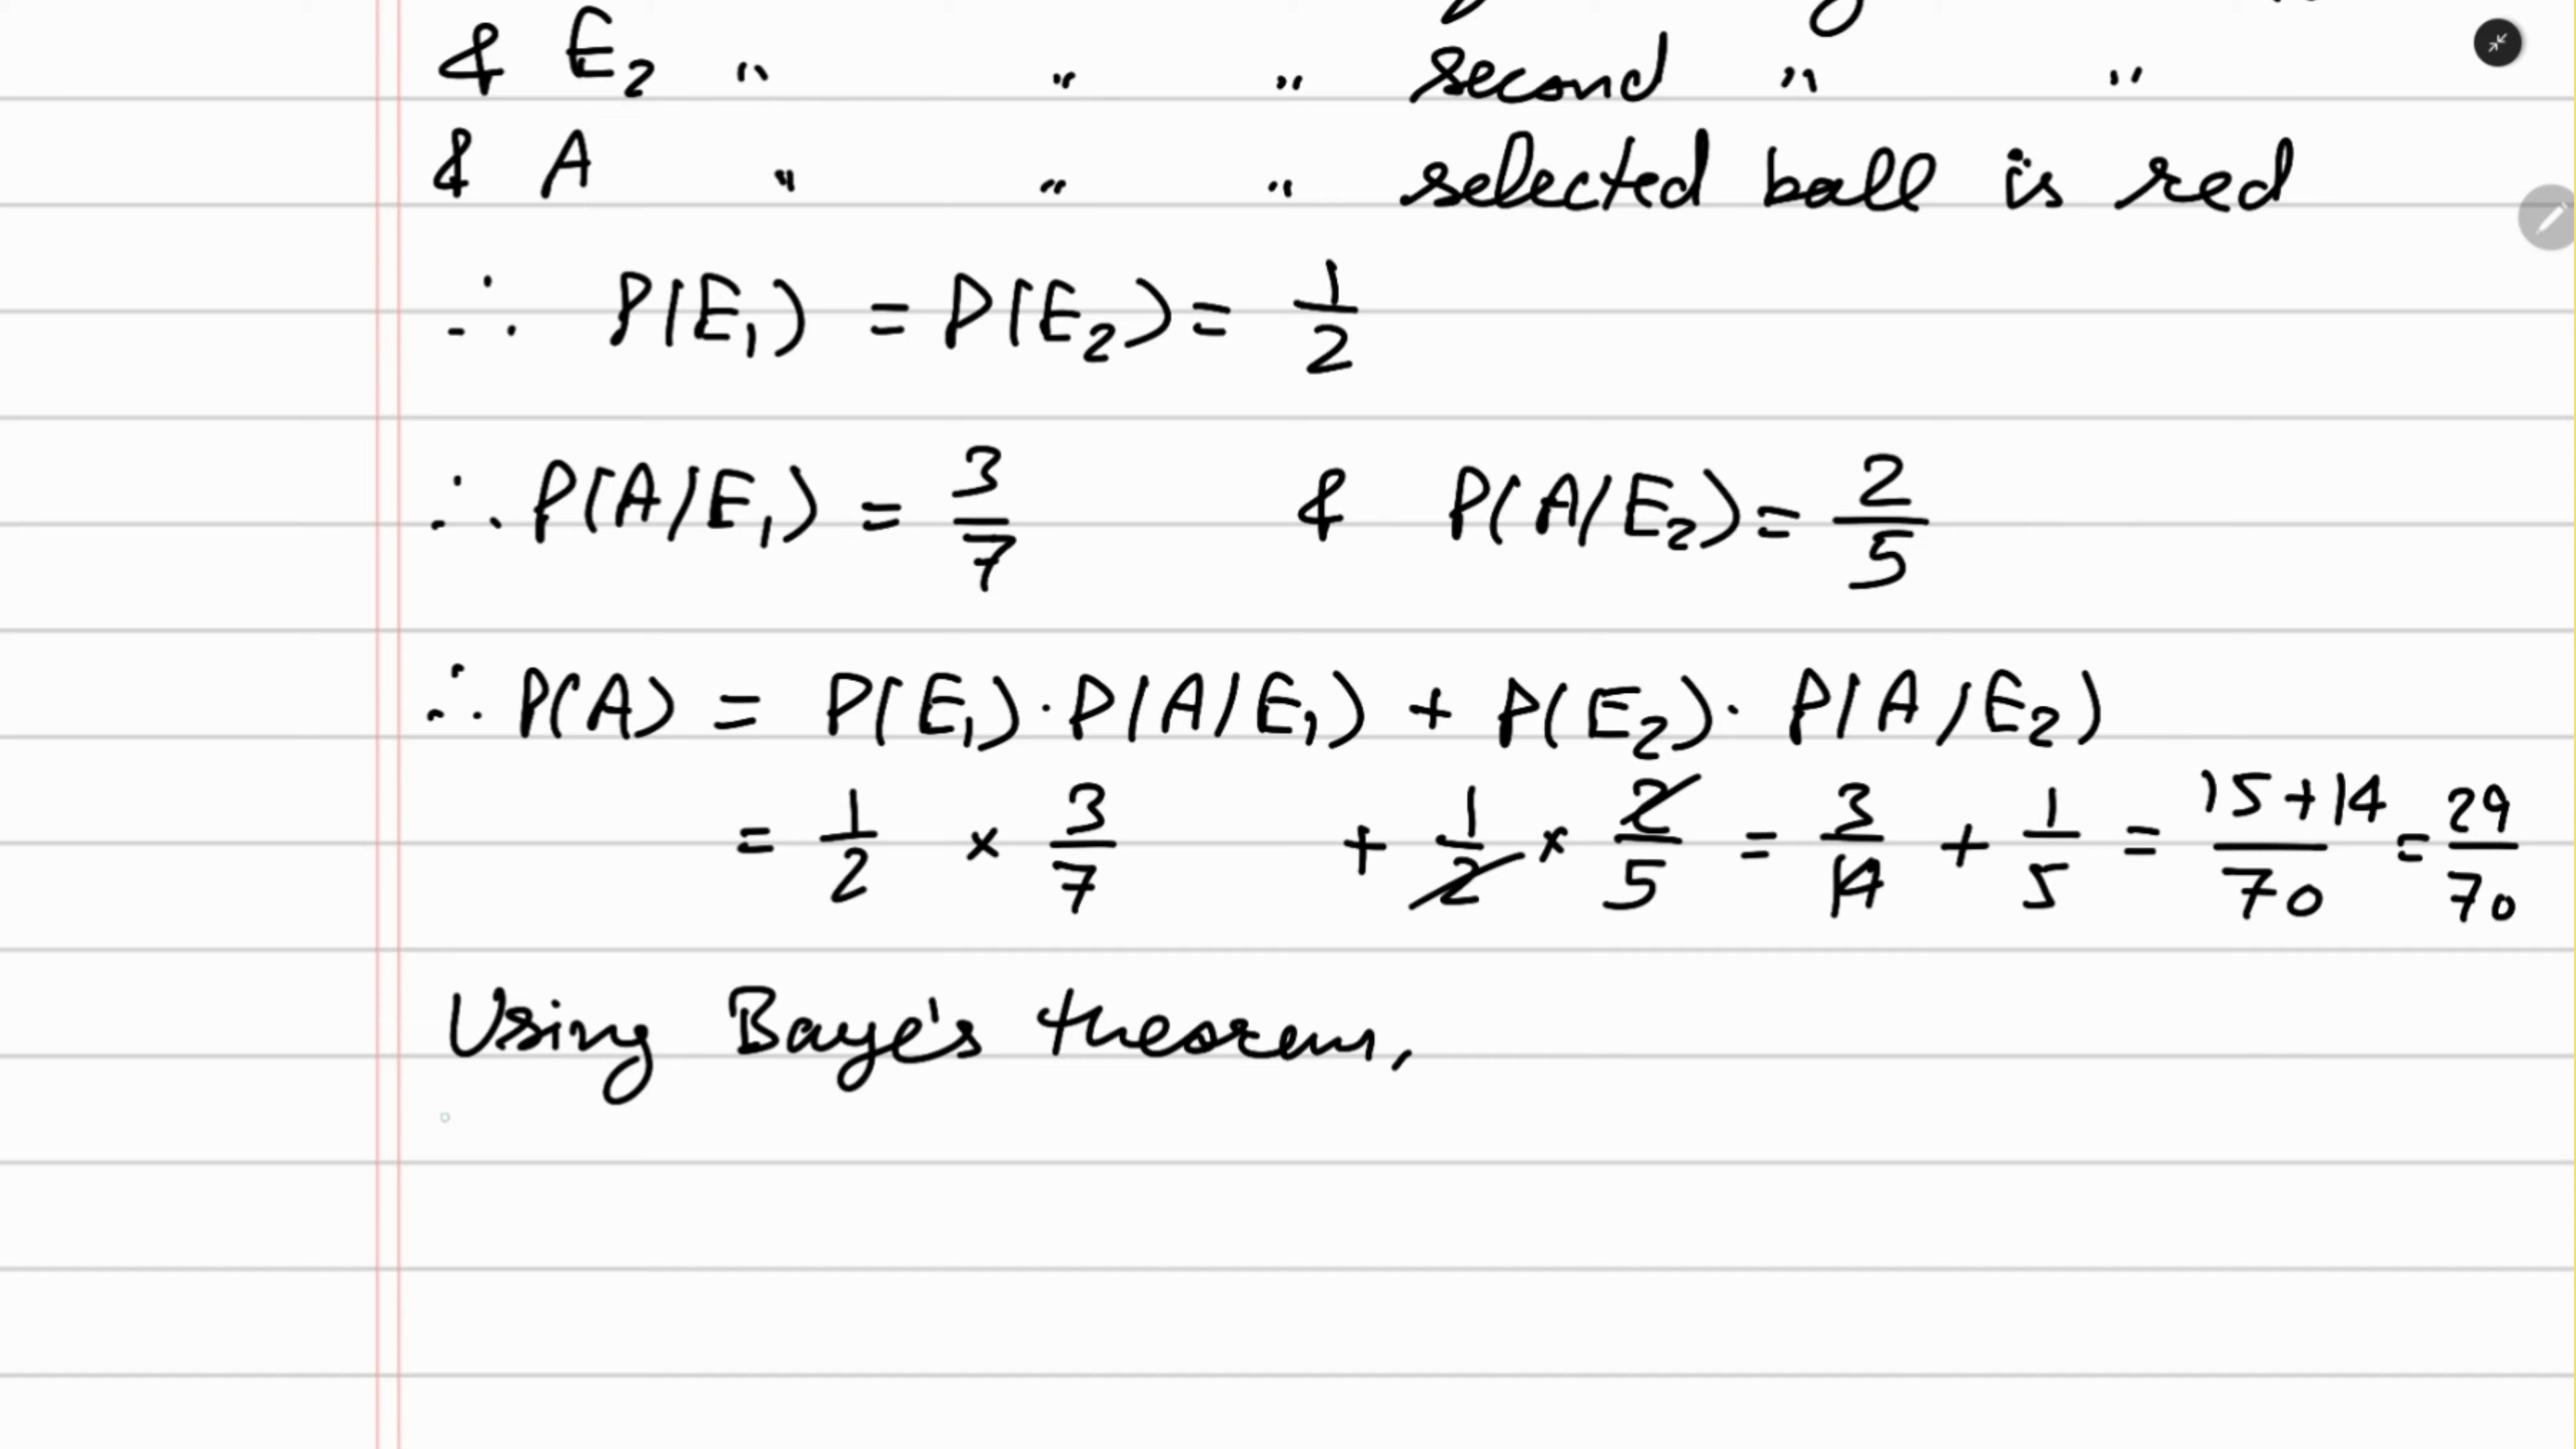 & E₂ " " " second " "
& A " " " selected ball is red
∴ P(E₁) = P(E₂) = 1/2
∴ P(A/E₁) = 3/7 & P(A/E₂) = 2/5
∴ P(A) = P(E₁) · P(A/E₁) + P(E₂) · P(A/E₂)
= 1/2 × 3/7 + 1/2 × 2/5 = 3/14 + 1/5 = 15+14/70 = 29/70
Using Baye's theorem,